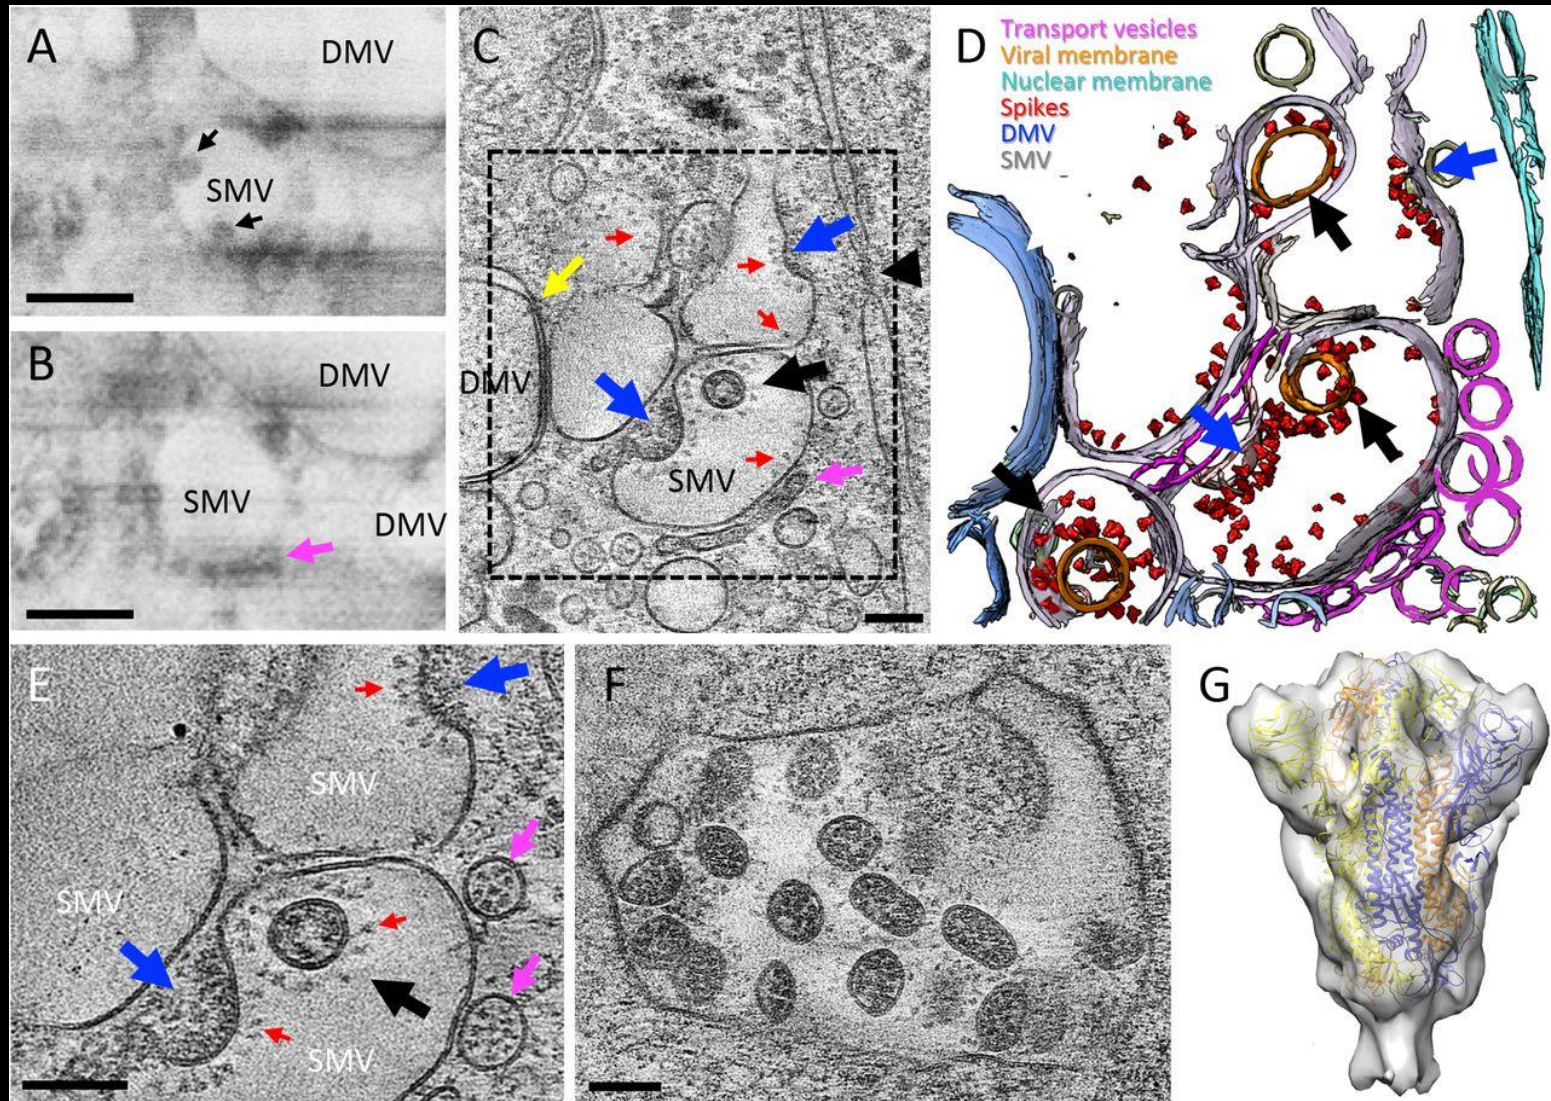 A
DMV
SMV
B
DMV
SMV
DMV
C
DMV
SMV
D
Transport vesicles
Viral membrane
Nuclear membrane
Spikes
DMV
SMV
E
SMV
SMV
SMV
F
G